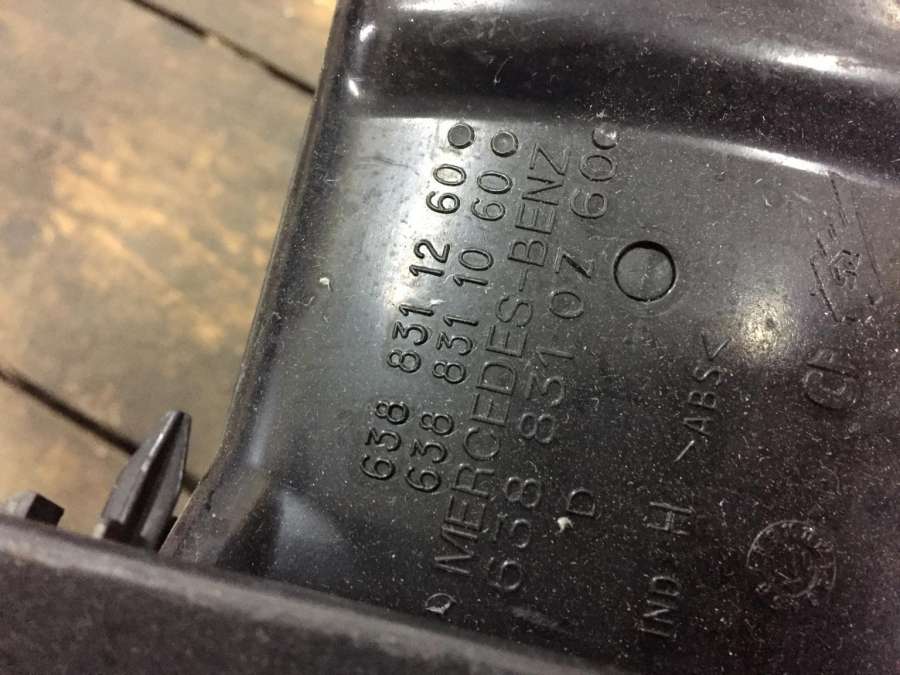 638 831 12 60
638 831 10 60
MERCEDES-BENZ
638 831 07 60
D
IND H >ABS<